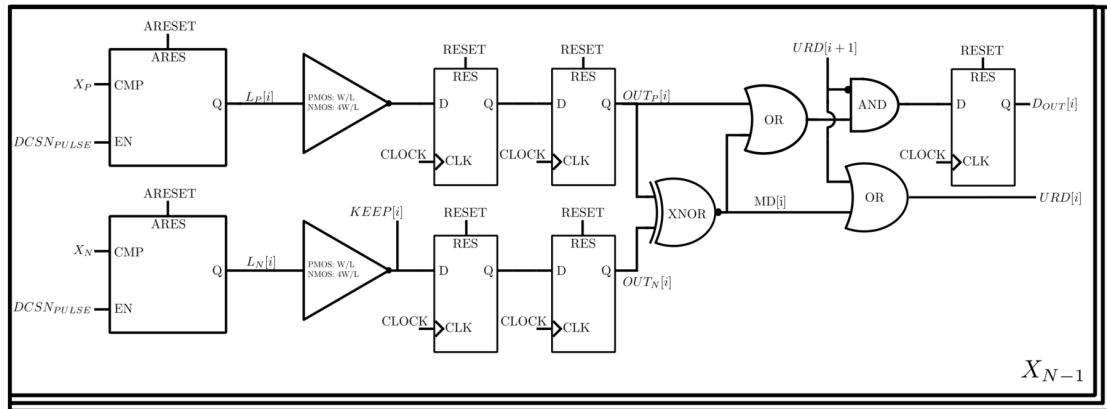 ARESET
ARES
X_P
CMP
Q
DCSN_PULSE
EN
L_P[i]
PMOS: W/L
NMOS: 4W/L
RESET
RES
D
Q
CLOCK
CLK
RESET
RES
D
Q
CLOCK
CLK
OUT_P[i]
URD[i+1]
OR
AND
RESET
RES
D
Q
CLOCK
CLK
D_OUT[i]
ARESET
ARES
X_N
CMP
Q
DCSN_PULSE
EN
L_N[i]
PMOS: W/L
NMOS: 4W/L
KEEP[i]
RESET
RES
D
Q
CLOCK
CLK
RESET
RES
D
Q
CLOCK
CLK
OUT_N[i]
XNOR
MD[i]
OR
URD[i]
X_{N-1}